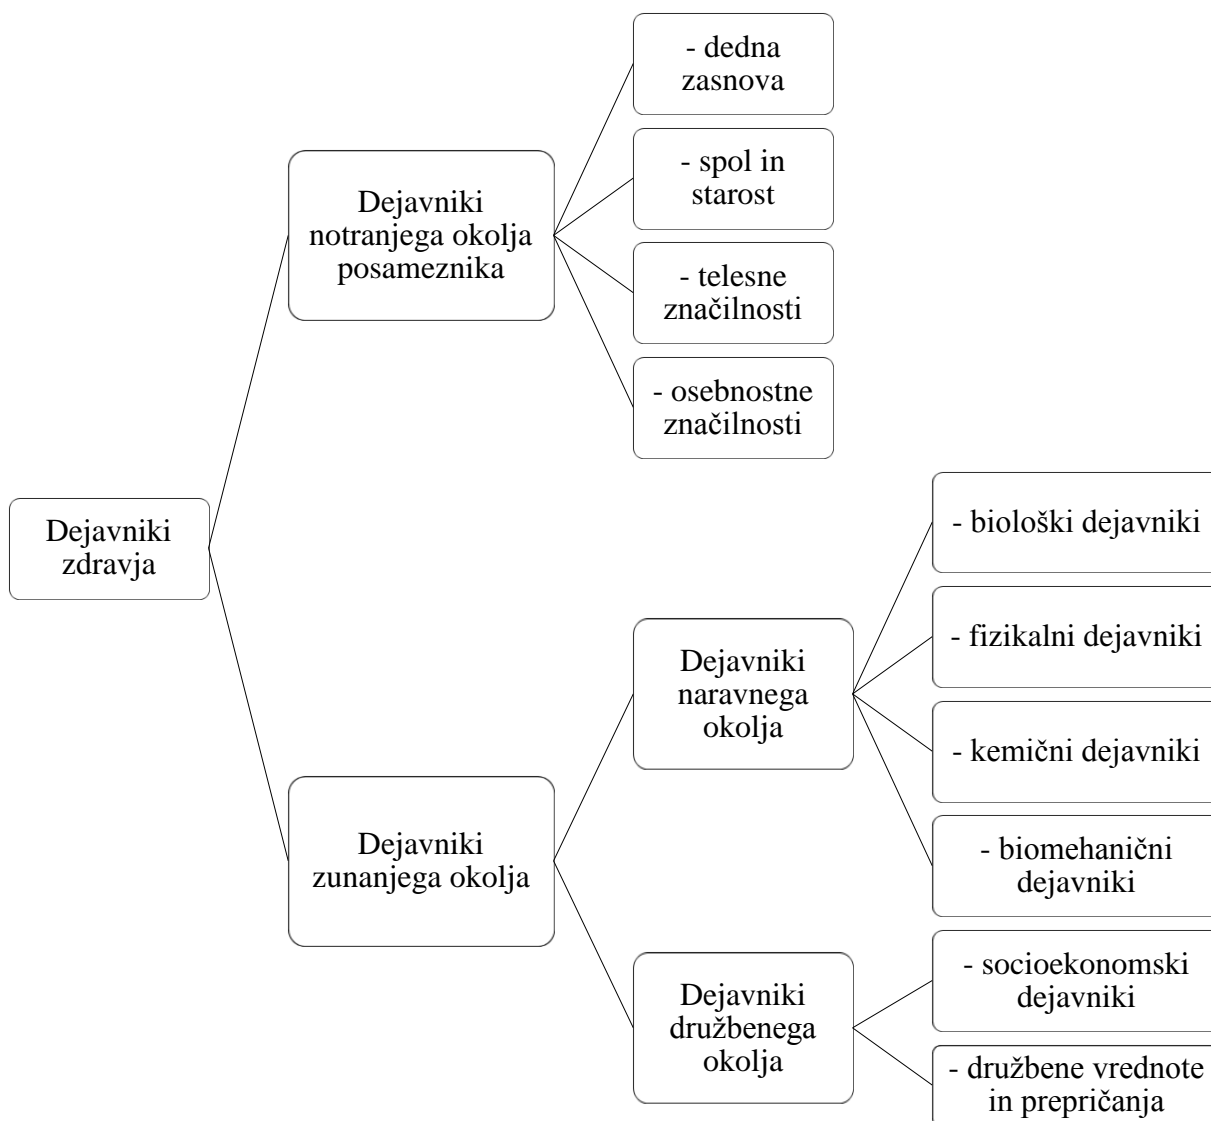 Dejavniki
zdravja
Dejavniki
notranjega okolja
posameznika
- dedna
zasnova
- spol in
starost
- telesne
značilnosti
- osebnostne
značilnosti
Dejavniki
zunanjega okolja
Dejavniki
naravnega
okolja
- biološki dejavniki
- fizikalni dejavniki
- kemični dejavniki
- biomehanični
dejavniki
Dejavniki
družbenega
okolja
- socioekonomski
dejavniki
- družbene vrednote
in prepričanja